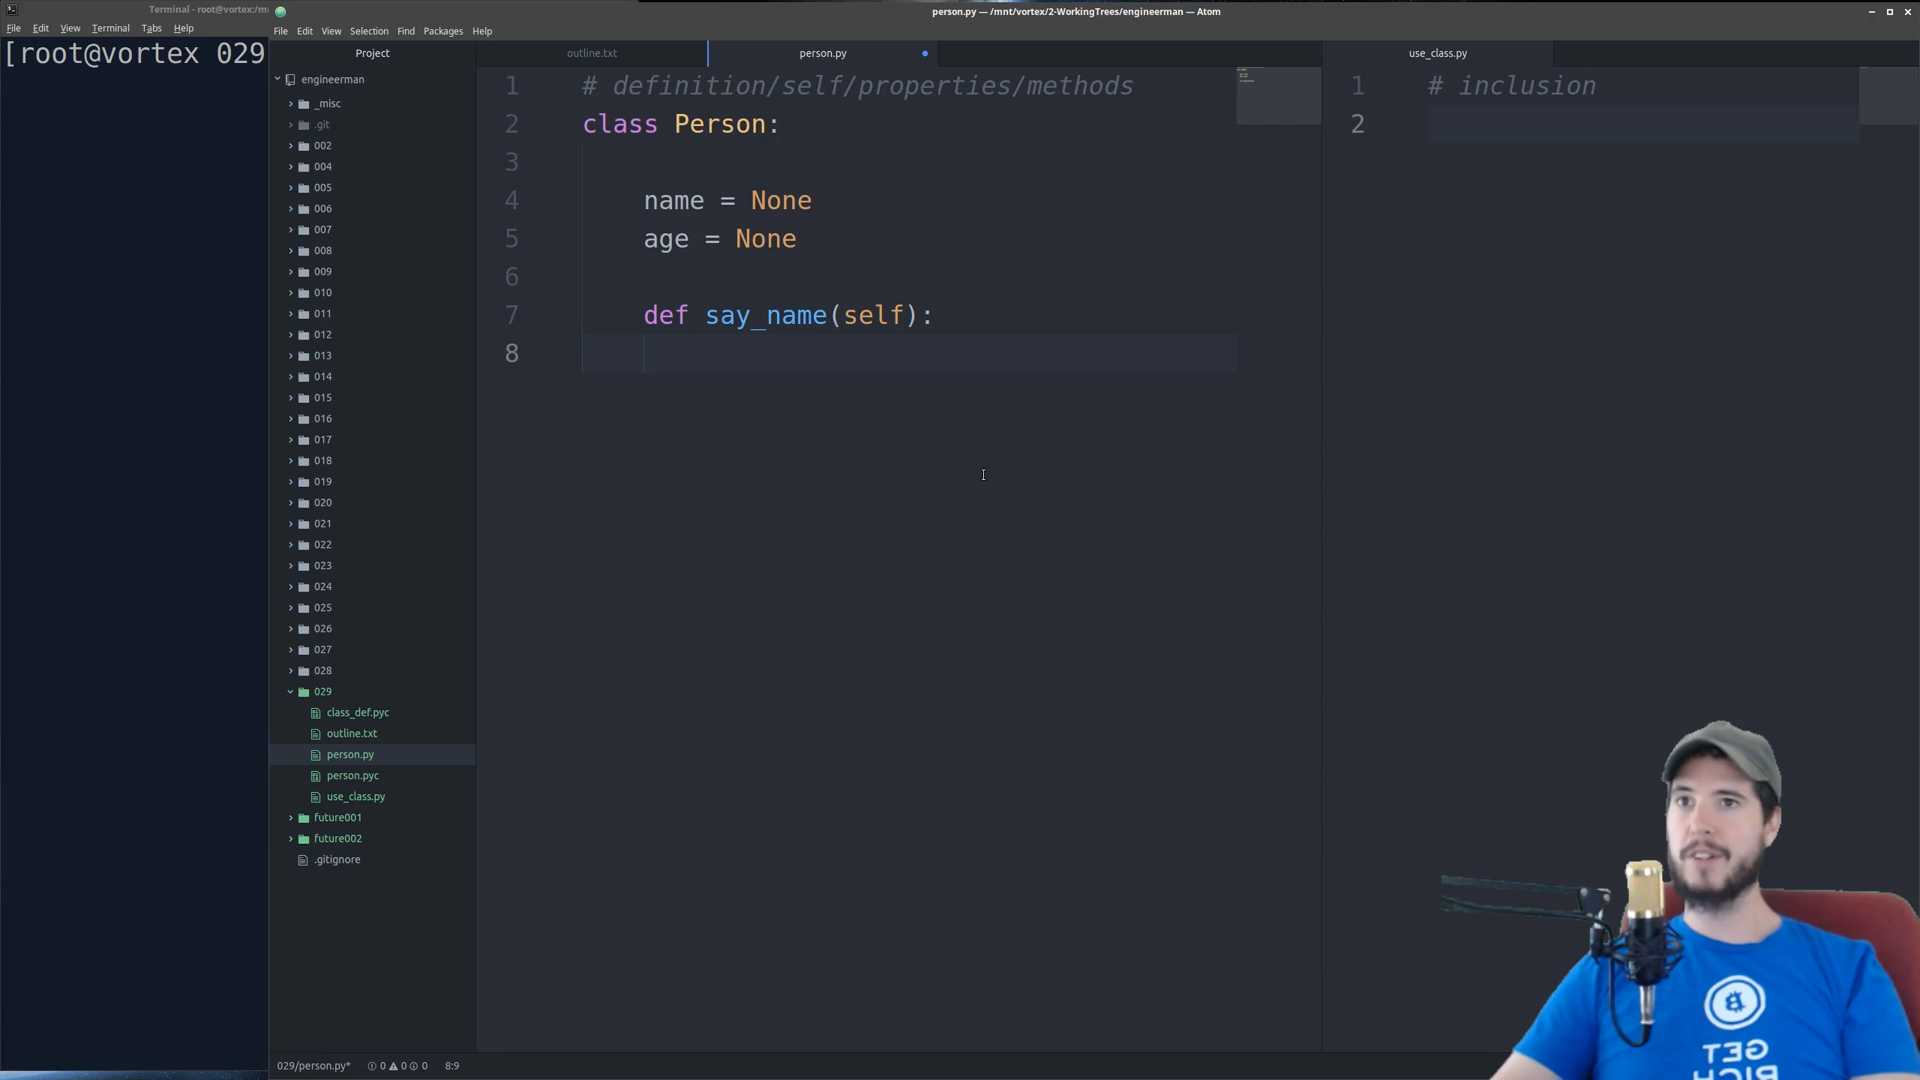 Terminal - root@vortex:/m
File Edit View Terminal Tabs Help
[root@vortex 029
person.py — /mnt/vortex/2-WorkingTrees/engineerman — Atom
File Edit View Selection Find Packages Help
Project
engineerman
_misc
.git
002
004
005
006
007
008
009
010
011
012
013
014
015
016
017
018
019
020
021
022
023
024
025
026
027
028
029
class_def.pyc
outline.txt
person.py
person.pyc
use_class.py
future001
future002
.gitignore
outline.txt
person.py
1 # definition/self/properties/methods
2 class Person:
3
4 name = None
5 age = None
6
7 def say_name(self):
8
use_class.py
1 # inclusion
2
029/person.py* 0 0 0 8:9
GET
RICH